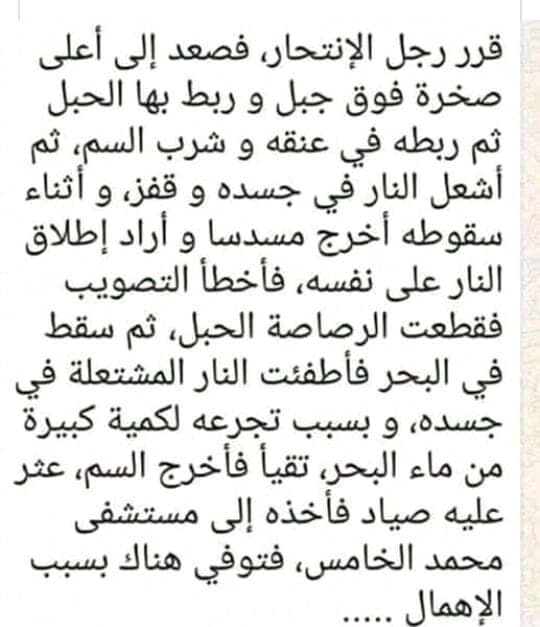 قرر رجل الإنتحار، فصعد إلى أعلى
صخرة فوق جبل و ربط بها الحبل
ثم ربطه في عنقه و شرب السم، ثم
أشعل النار في جسده و قفز، و أثناء
سقوطه أخرج مسدسا و أراد إطلاق
النار على نفسه، فأخطأ التصويب
فقطعت الرصاصة الحبل، ثم سقط
في البحر فأطفئت النار المشتعلة في
جسده، و بسبب تجرعه لكمية كبيرة
من ماء البحر، تقيأ فأخرج السم، عثر
عليه صياد فأخذه إلى مستشفى
محمد الخامس، فتوفي هناك بسبب
الإهمال .....